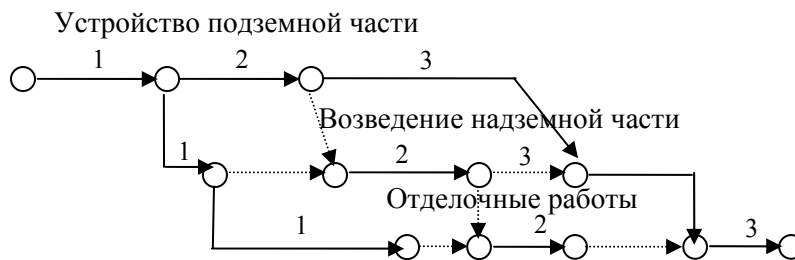 Устройство подземной части
1 2 3
Возведение надземной части
1 2 3
Отделочные работы
1 2 3